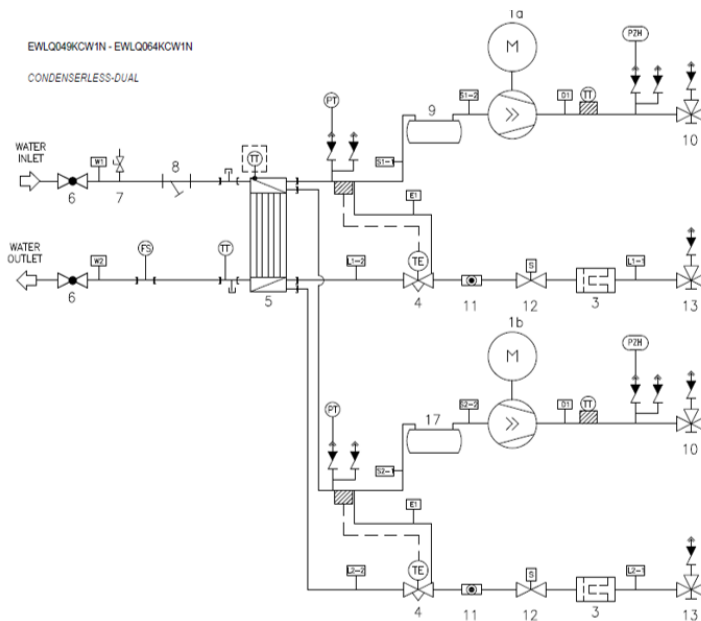 1a
EWLQ049KCW1N - EWLQ064KCW1N
CONDENSERLESS-DUAL
M
PZH
PT
9
S1-2
D1
TT
10
WATER
INLET
W1
8
TT
S1-1
6
7
E1
WATER
OUTLET
W2
FS
TT
L1-2
TE
S
L1-1
6
5
4
11
12
3
13
1b
M
PZH
PT
17
S2-2
D1
TT
10
S2-1
E1
L2-2
TE
S
L2-1
4
11
12
3
13